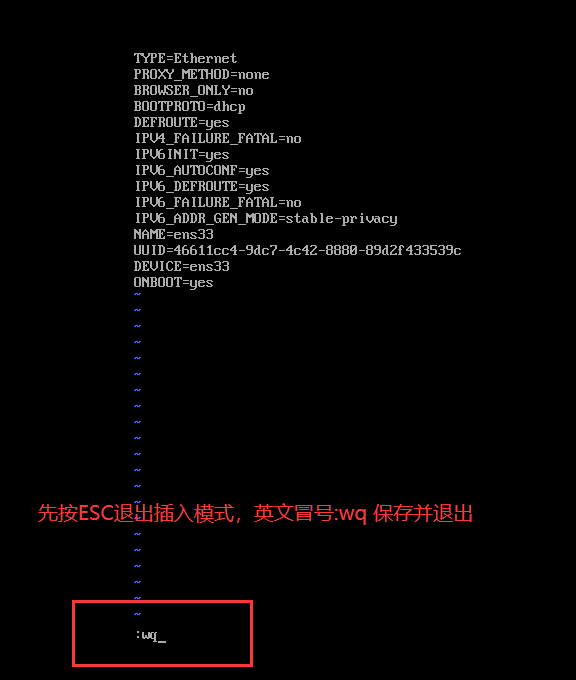 TYPE=Ethernet
PROXY_METHOD=none
BROWSER_ONLY=no
BOOTPROTO=dhcp
DEFROUTE=yes
IPV4_FAILURE_FATAL=no
IPV6INIT=yes
IPV6_AUTOCONF=yes
IPV6_DEFROUTE=yes
IPV6_FAILURE_FATAL=no
IPV6_ADDR_GEN_MODE=stable-privacy
NAME=ens33
UUID=46611cc4-9dc7-4c42-8880-89d2f433539c
DEVICE=ens33
ONBOOT=yes
~
~
~
~
~
~
~
~
~
~
~
~
~
~
先按ESC退出插入模式，英文冒号:wq 保存并退出
~
~
~
~
~
~
:wq_